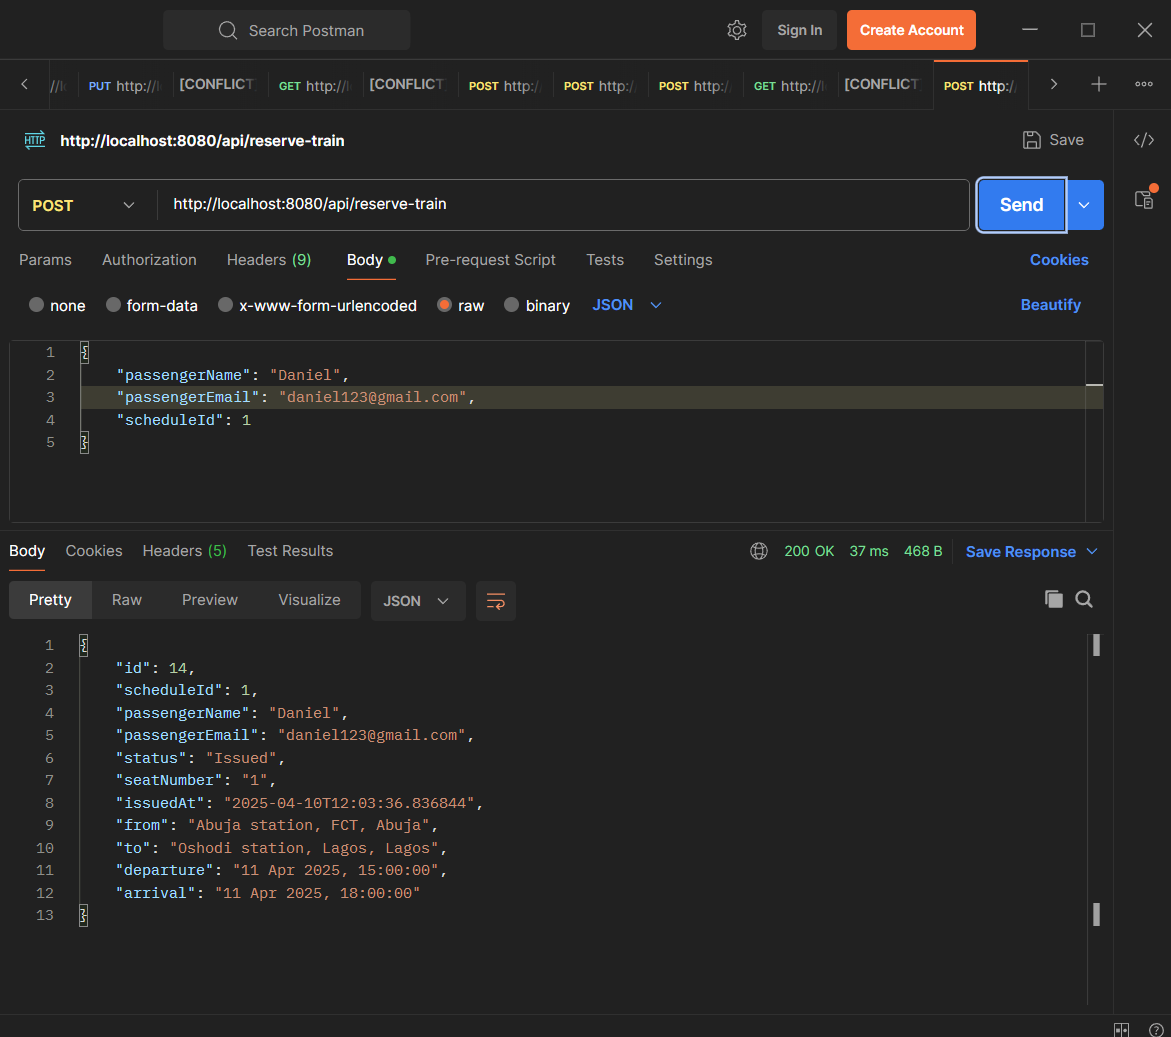 Search Postman
Sign In
Create Account
PUT http://l
[CONFLICT
GET http://l
[CONFLICT
POST http:/
POST http:/
POST http:/
GET http://l
[CONFLICT
POST http:/
HTTP
http://localhost:8080/api/reserve-train
Save
POST
http://localhost:8080/api/reserve-train
Send
Params Authorization Headers (9) Body Pre-request Script Tests Settings Cookies
none form-data x-www-form-urlencoded raw binary JSON Beautify
1 {
2 "passengerName": "Daniel",
3 "passengerEmail": "daniel123@gmail.com",
4 "scheduleId": 1
5 }
Body Cookies Headers (5) Test Results 200 OK 37 ms 468 B Save Response
Pretty Raw Preview Visualize JSON
1 {
2 "id": 14,
3 "scheduleId": 1,
4 "passengerName": "Daniel",
5 "passengerEmail": "daniel123@gmail.com",
6 "status": "Issued",
7 "seatNumber": "1",
8 "issuedAt": "2025-04-10T12:03:36.836844",
9 "from": "Abuja station, FCT, Abuja",
10 "to": "Oshodi station, Lagos, Lagos",
11 "departure": "11 Apr 2025, 15:00:00",
12 "arrival": "11 Apr 2025, 18:00:00"
13 }